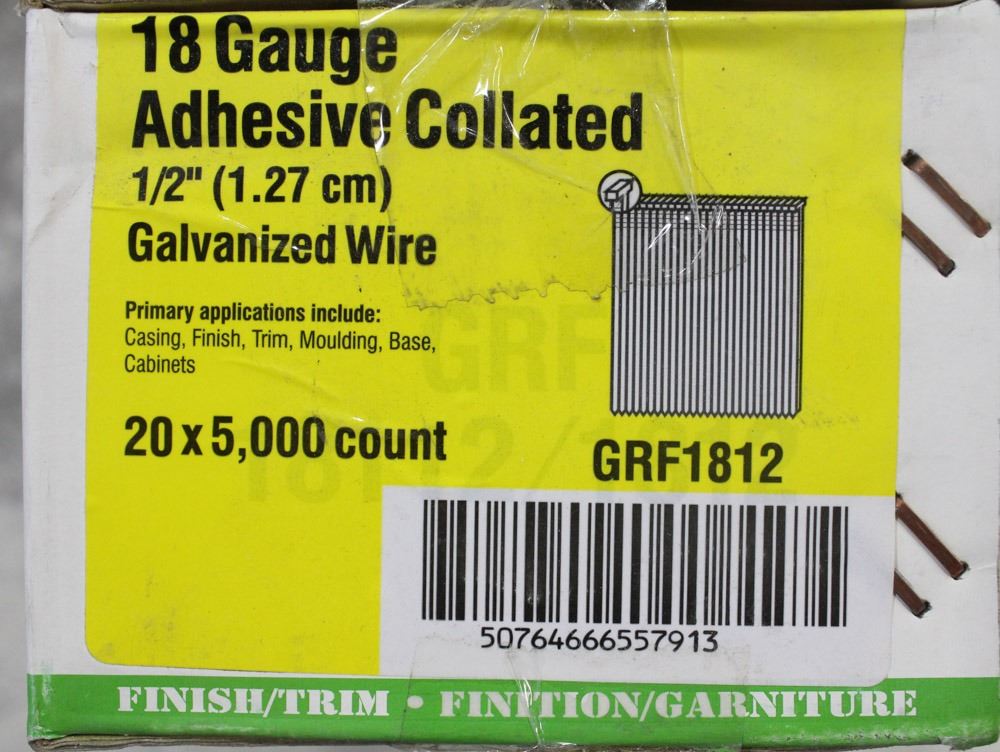 18 Gauge
Adhesive Collated
1/2" (1.27 cm)
Galvanized Wire
Primary applications include:
Casing, Finish, Trim, Moulding, Base,
Cabinets
GRF
20 x 5,000 count
GRF1812
50764666557913
FINISH/TRIM • FINITION/GARNITURE